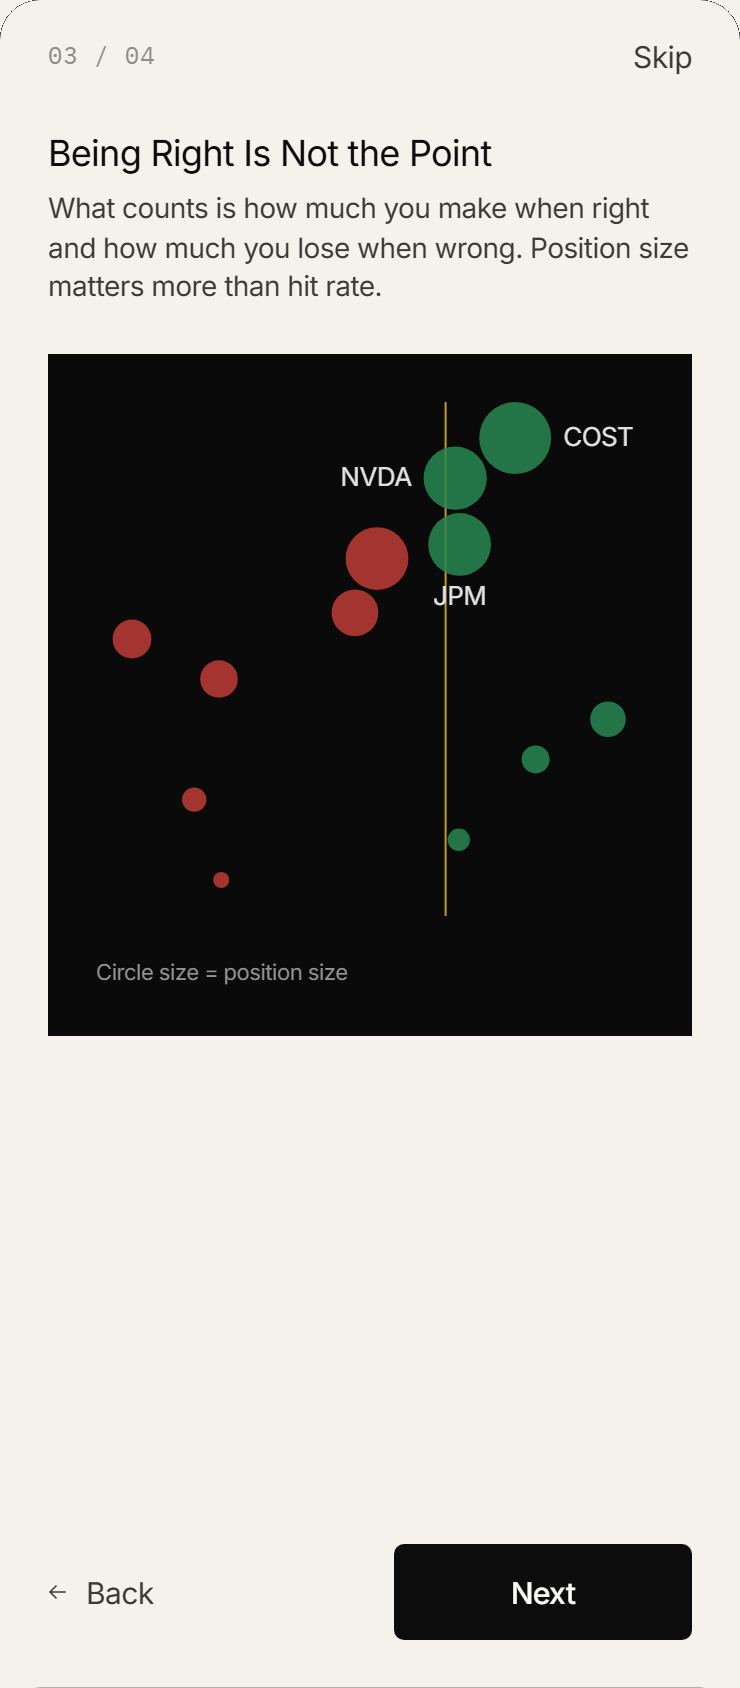 03 / 04
Skip
Being Right Is Not the Point
What counts is how much you make when right
and how much you lose when wrong. Position size
matters more than hit rate.
COST
NVDA
JPM
Circle size = position size
← Back
Next